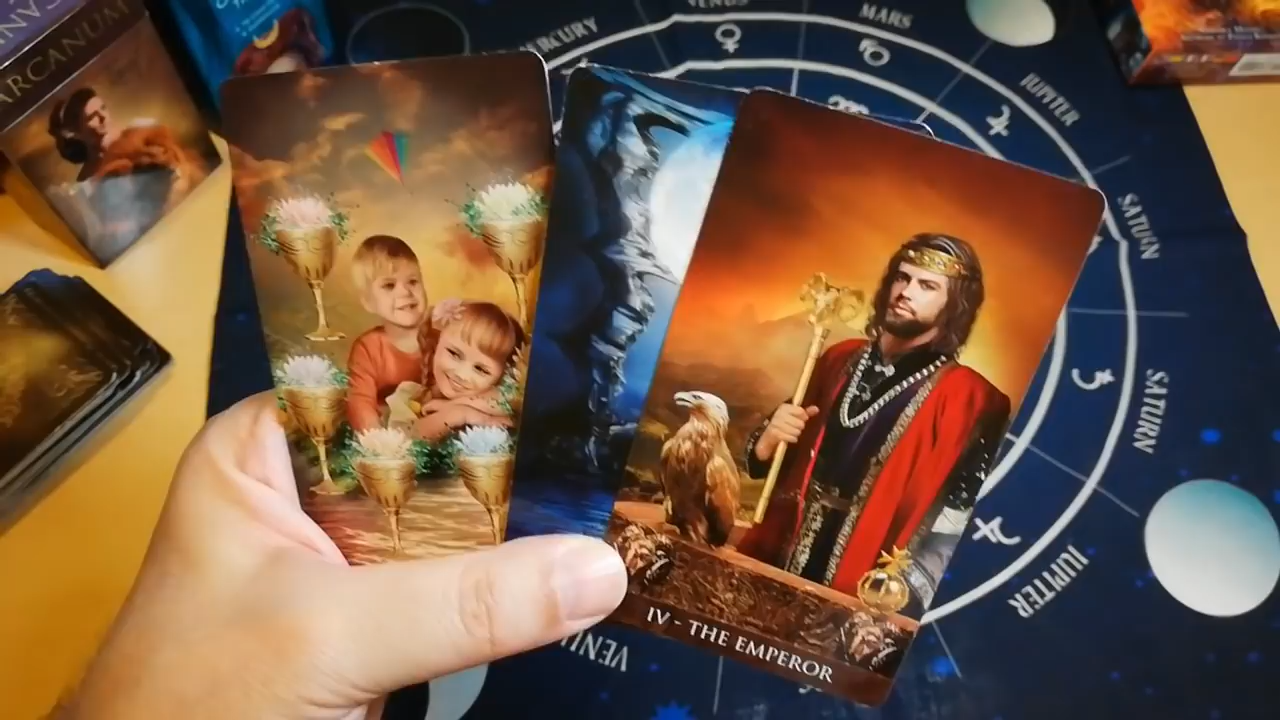 ARCANUM
MERCURY
VENUS
MARS
JUPITER
SATURN
SATURN
JUPITER
VENUS
IV - THE EMPEROR